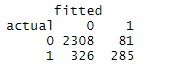 fitted
actual 0 1
0 2308 81
1 326 285